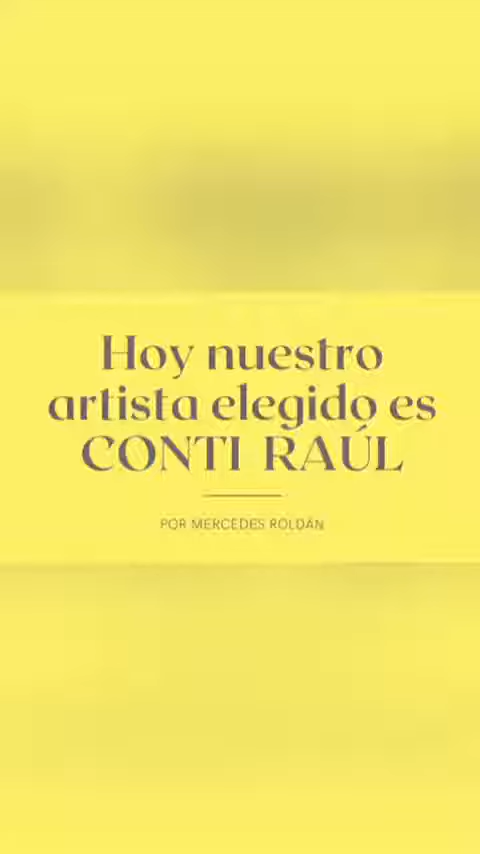 Hoy nuestro
artista elegido es
CONTI RAÚL
POR MERCEDES ROLDÁN